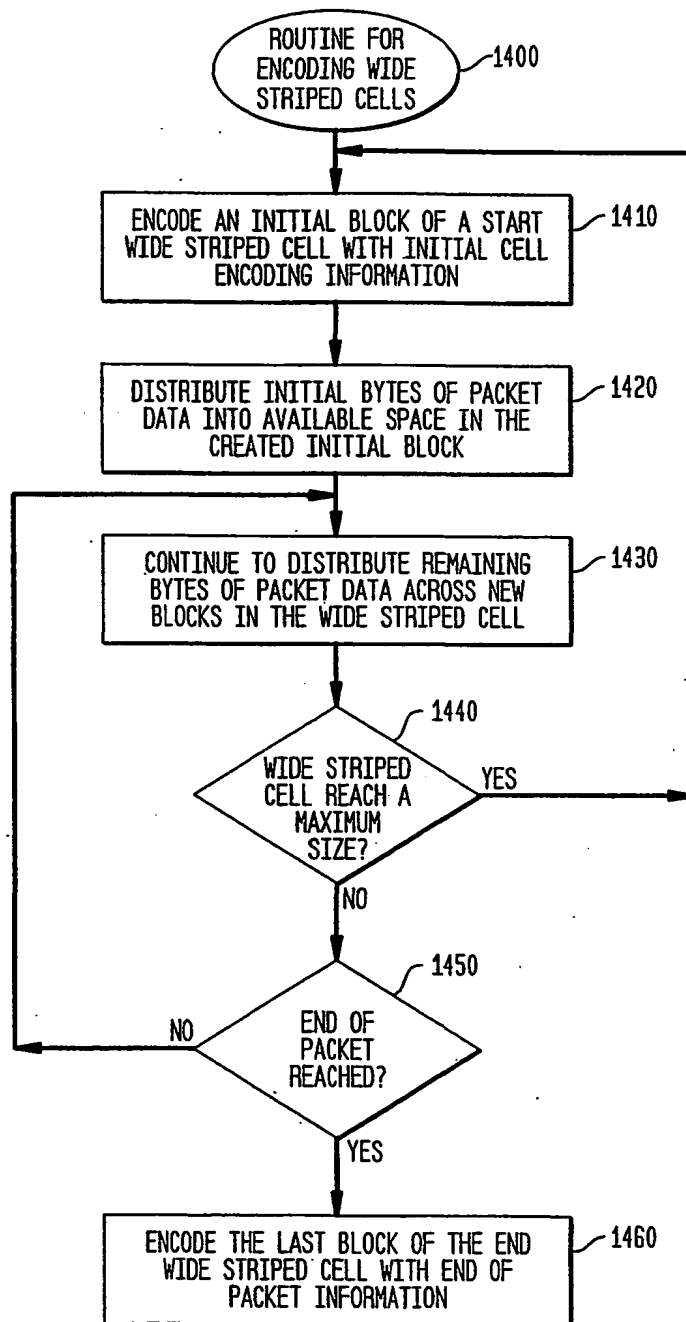 ROUTINE FOR
ENCODING WIDE
STRIPED CELLS
1400
ENCODE AN INITIAL BLOCK OF A START
WIDE STRIPED CELL WITH INITIAL CELL
ENCODING INFORMATION
1410
DISTRIBUTE INITIAL BYTES OF PACKET
DATA INTO AVAILABLE SPACE IN THE
CREATED INITIAL BLOCK
1420
CONTINUE TO DISTRIBUTE REMAINING
BYTES OF PACKET DATA ACROSS NEW
BLOCKS IN THE WIDE STRIPED CELL
1430
1440
WIDE STRIPED
CELL REACH A
MAXIMUM
SIZE?
YES
NO
1450
END OF
PACKET
REACHED?
NO
YES
ENCODE THE LAST BLOCK OF THE END
WIDE STRIPED CELL WITH END OF
PACKET INFORMATION
1460